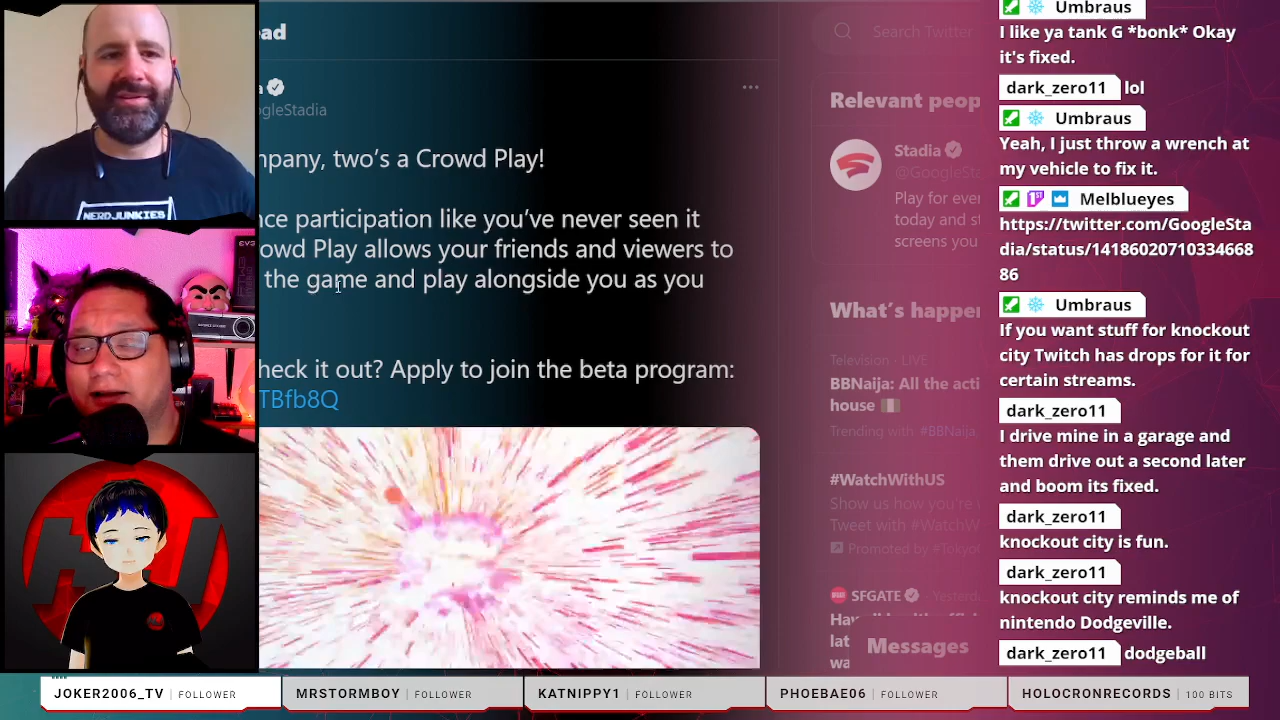 NERDJUNKIES
EVG
ad
a
gleStadia
npany, two's a Crowd Play!
nce participation like you've never seen it
owd Play allows your friends and viewers to
the game and play alongside you as you
heck it out? Apply to join the beta program:
TBfb8Q
Search Twitter
Relevant peop
Stadia
@GoogleSta
Play for ever
today and st
screens you
What's happen
Television · LIVE
BBNaija: All the acti
house
Trending with #BBNaija,
#WatchWithUS
Show us how you're w
Tweet with #WatchW
Promoted by #Tokyo
SFGATE · Yesterd
Messages
Umbraus
I like ya tank G *bonk* Okay
it's fixed.
dark_zero11 lol
Umbraus
Yeah, I just throw a wrench at
my vehicle to fix it.
1ST Melblueyes
https://twitter.com/GoogleSta
dia/status/14186020710334668
86
Umbraus
If you want stuff for knockout
city Twitch has drops for it for
certain streams.
dark_zero11
I drive mine in a garage and
them drive out a second later
and boom its fixed.
dark_zero11
knockout city is fun.
dark_zero11
knockout city reminds me of
nintendo Dodgeville.
dark_zero11 dodgeball
JOKER2006_TV | FOLLOWER
MRSTORMBOY | FOLLOWER
KATNIPPY1 | FOLLOWER
PHOEBAE06 | FOLLOWER
HOLOCRONRECORDS | 100 BITS